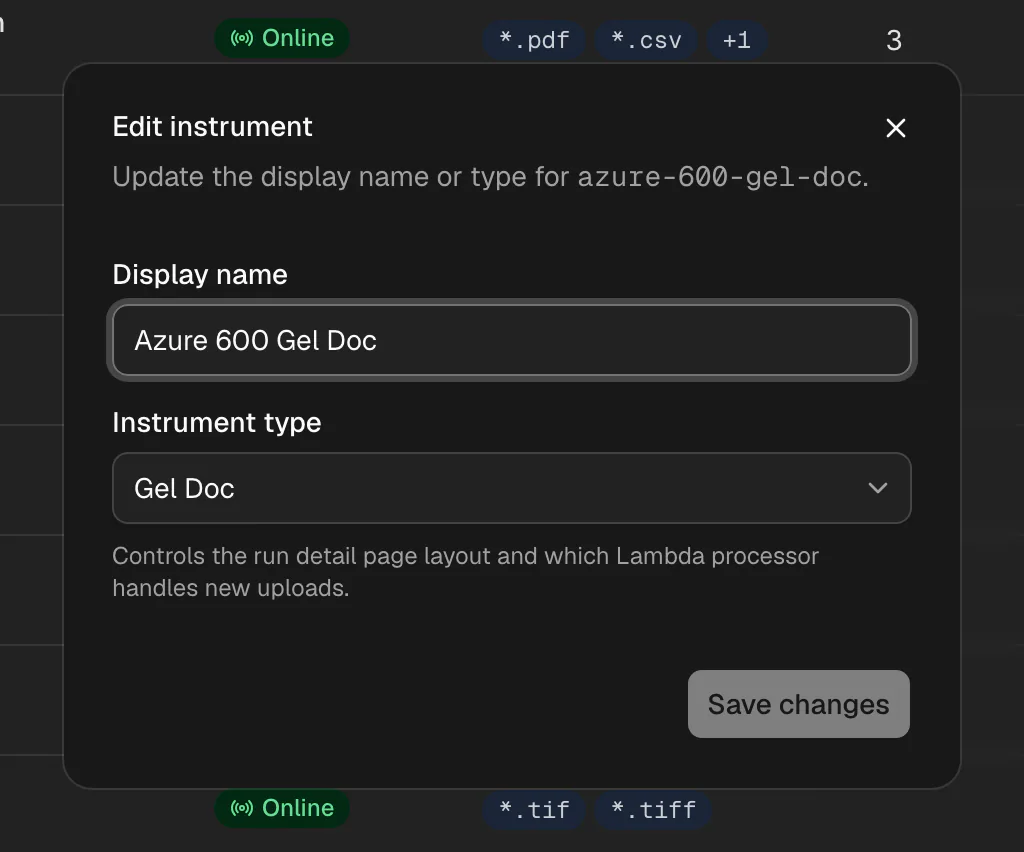 Online *.pdf *.csv +1 3
Edit instrument
Update the display name or type for azure-600-gel-doc.
Display name
Azure 600 Gel Doc
Instrument type
Gel Doc
Controls the run detail page layout and which Lambda processor
handles new uploads.
Save changes
Online *.tif *.tiff